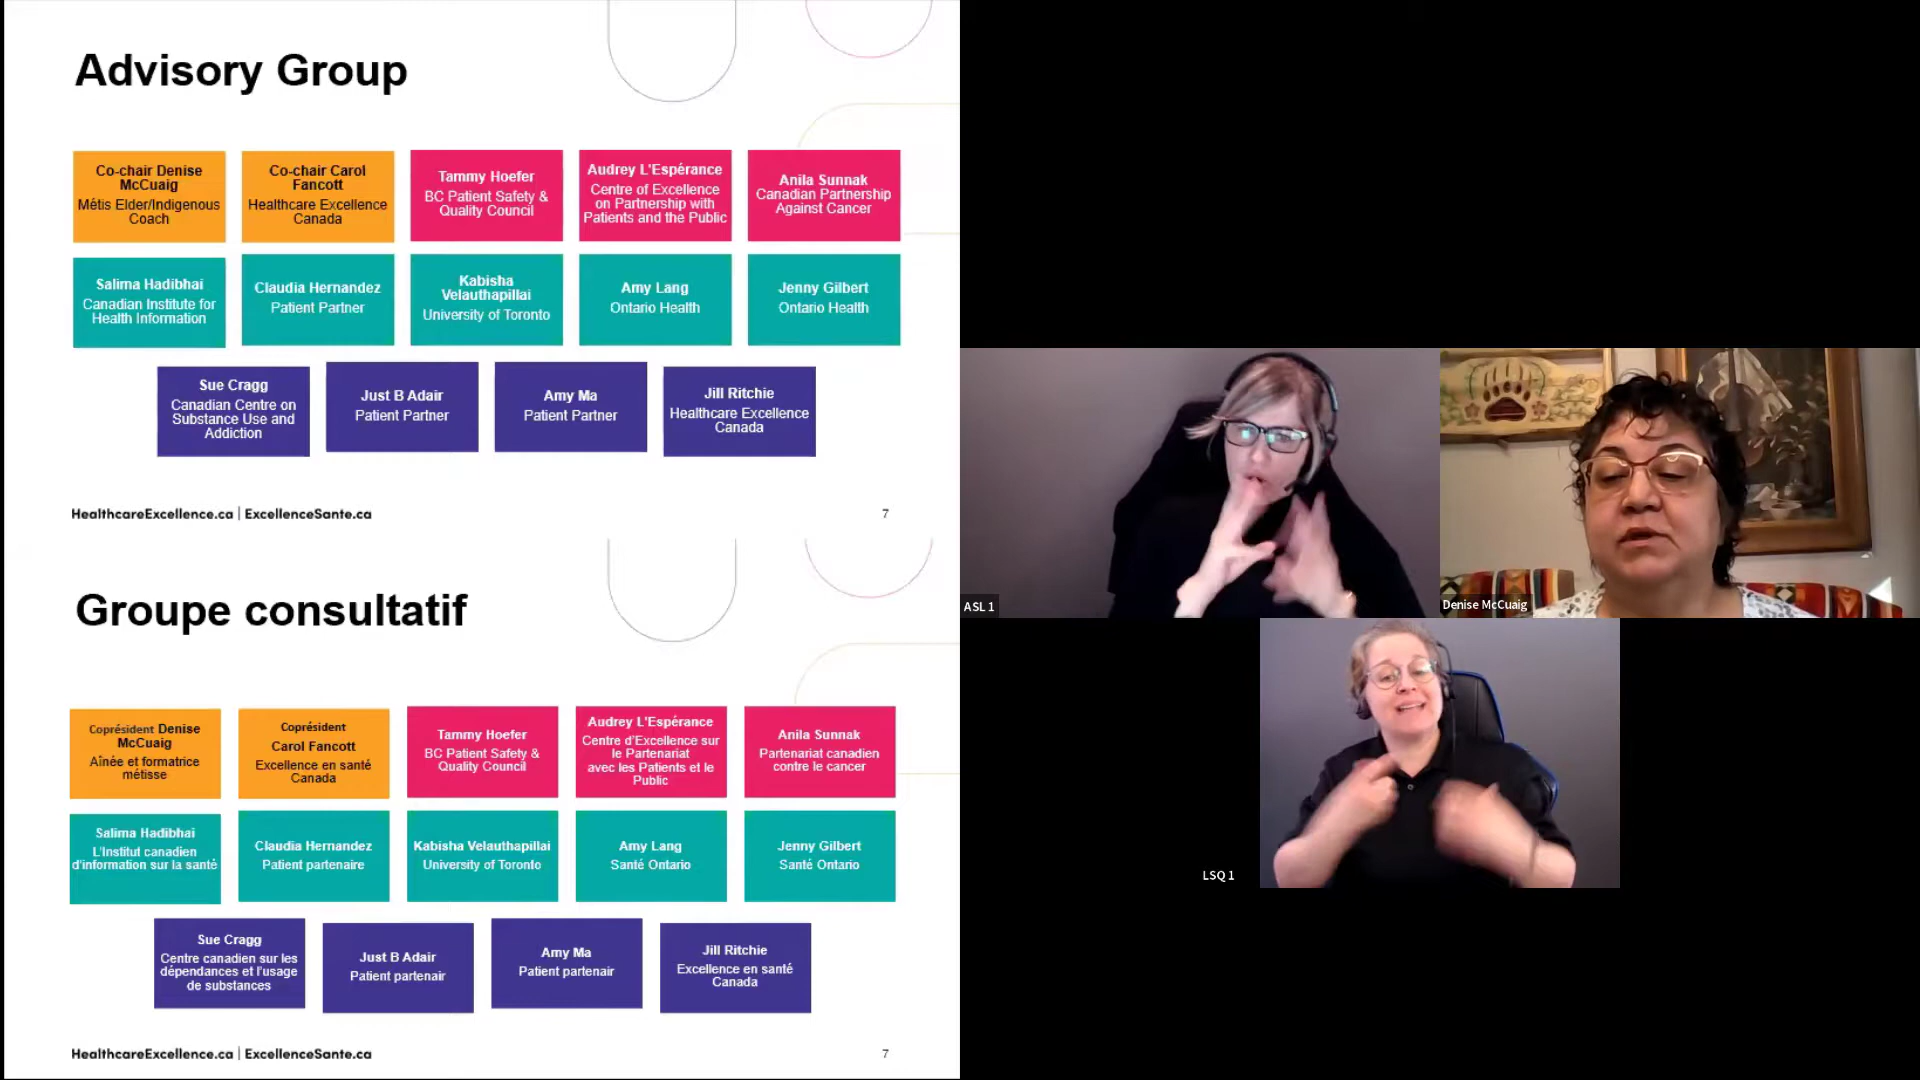 Advisory Group
Co-chair Denise
McCuaig
Métis Elder/Indigenous
Coach
Co-chair Carol
Fancott
Healthcare Excellence
Canada
Tammy Hoefer
BC Patient Safety &
Quality Council
Audrey L'Espérance
Centre of Excellence
on Partnership with
Patients and the Public
Anila Sunnak
Canadian Partnership
Against Cancer
Salima Hadibhai
Canadian Institute for
Health Information
Claudia Hernandez
Patient Partner
Kabisha
Velauthapillai
University of Toronto
Amy Lang
Ontario Health
Jenny Gilbert
Ontario Health
Sue Cragg
Canadian Centre on
Substance Use and
Addiction
Just B Adair
Patient Partner
Amy Ma
Patient Partner
Jill Ritchie
Healthcare Excellence
Canada
HealthcareExcellence.ca | ExcellenceSante.ca
7
Groupe consultatif
Coprésident Denise
McCuaig
Aînée et formatrice
métisse
Coprésident
Carol Fancott
Excellence en santé
Canada
Tammy Hoefer
BC Patient Safety &
Quality Council
Audrey L'Espérance
Centre d'Excellence sur
le Partenariat
avec les Patients et le
Public
Anila Sunnak
Partenariat canadien
contre le cancer
Salima Hadibhai
L'Institut canadien
d'information sur la santé
Claudia Hernandez
Patient partenaire
Kabisha Velauthapillai
University of Toronto
Amy Lang
Santé Ontario
Jenny Gilbert
Santé Ontario
Sue Cragg
Centre canadien sur les
dépendances et l'usage
de substances
Just B Adair
Patient partenair
Amy Ma
Patient partenair
Jill Ritchie
Excellence en santé
Canada
HealthcareExcellence.ca | ExcellenceSante.ca
7
ASL 1
Denise McCuaig
LSQ 1